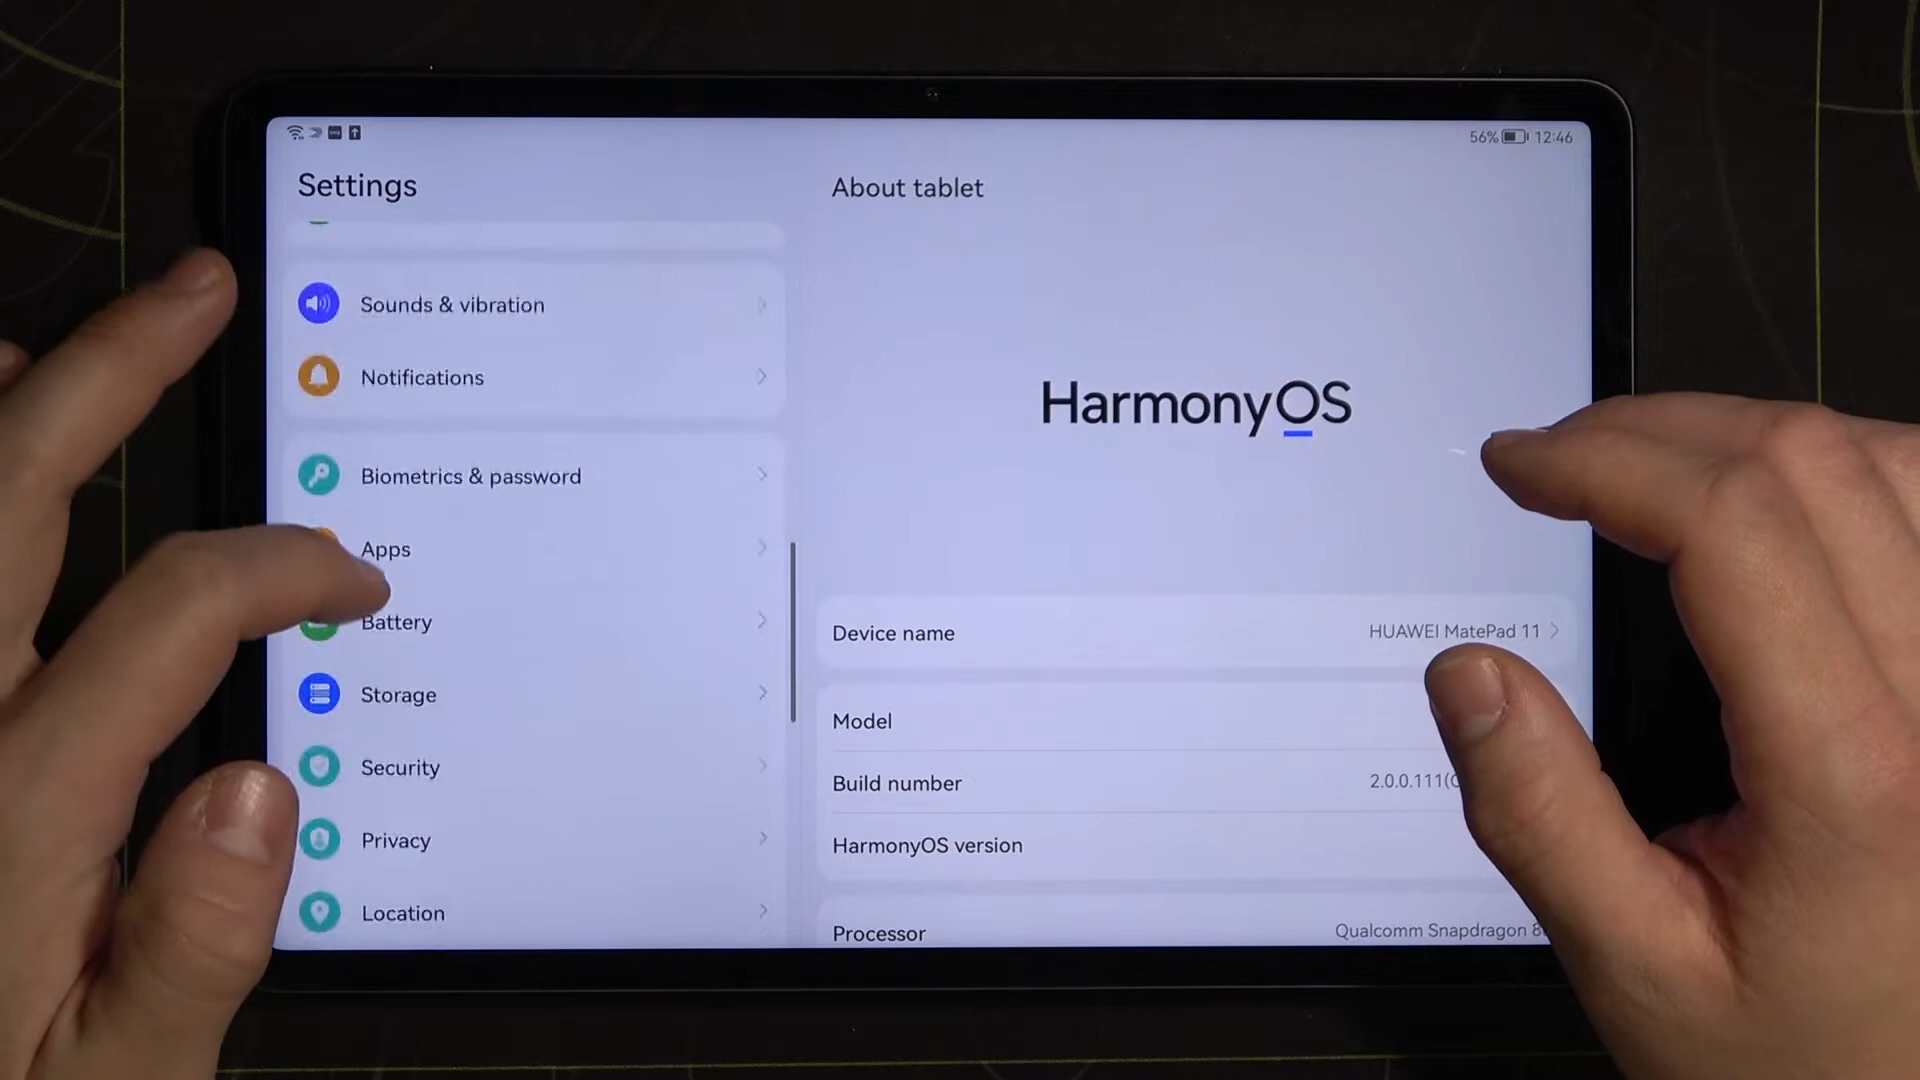 56% 12:46
Settings
Sounds & vibration
Notifications
Biometrics & password
Apps
Battery
Storage
Security
Privacy
Location
About tablet
HarmonyOS
Device name
HUAWEI MatePad 11
Model
Build number
2.0.0.111(
HarmonyOS version
Processor
Qualcomm Snapdragon 8